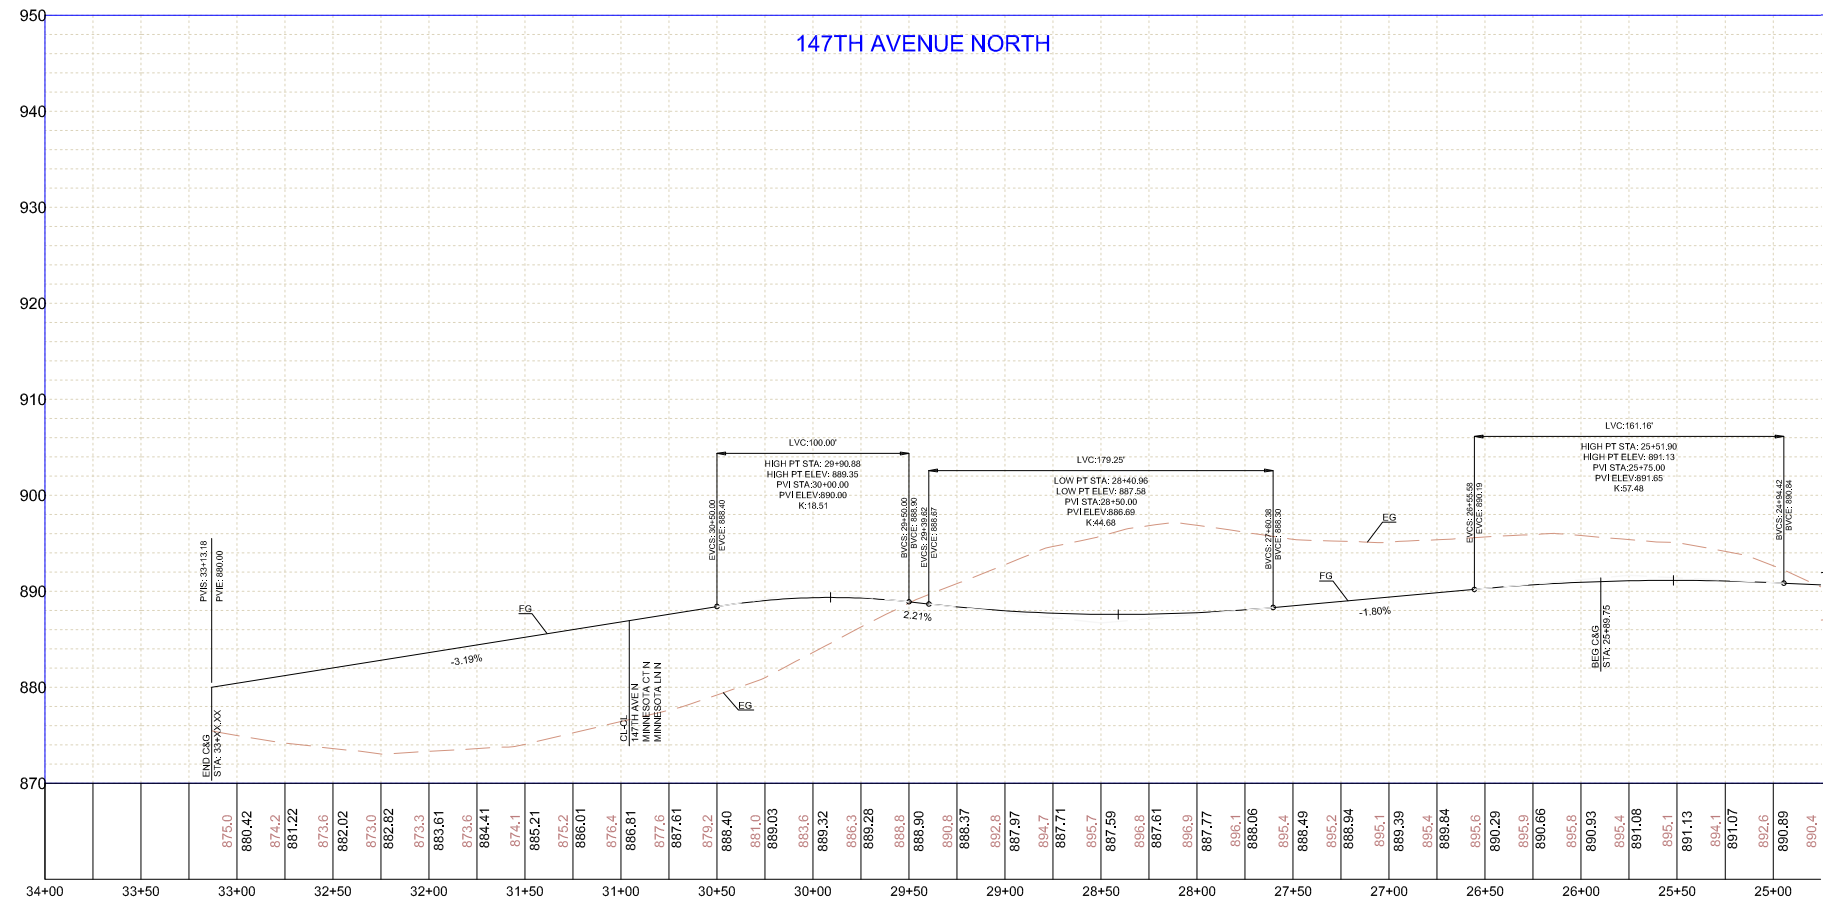 147TH AVENUE NORTH
950
940
930
920
910
900
890
880
870
PVIS: 33+13.18
PVIE: 880.00
END C&G
STA: 33+XX.XX
FG
-3.19%
CL-CL
147TH AVE N
MINNESOTA CT N
MINNESOTA LN N
EG
LVC:100.00'
HIGH PT STA: 29+90.88
HIGH PT ELEV: 889.35
PVI STA:30+00.00
PVI ELEV:890.00
K:18.51
EVCS: 30+50.00
EVCE: 888.40
BVCS: 29+50.00
BVCE: 888.90
EVCS: 29+39.62
EVCE: 888.67
2.21%
LVC:179.25'
LOW PT STA: 28+40.96
LOW PT ELEV: 887.58
PVI STA:28+50.00
PVI ELEV:886.69
K:44.68
BVCS: 27+60.38
BVCE: 888.30
FG
EG
-1.80%
LVC:161.16'
HIGH PT STA: 25+51.90
HIGH PT ELEV: 891.13
PVI STA:25+75.00
PVI ELEV:891.65
K:57.48
EVCS: 26+55.58
EVCE: 890.19
BEG C&G
STA: 25+89.75
BVCS: 24+94.42
BVCE: 890.84
875.0
880.42
874.2
881.22
873.6
882.02
873.0
882.82
873.3
883.61
873.6
884.41
874.1
885.21
875.2
886.01
876.4
886.81
877.6
887.61
879.2
888.40
881.0
889.03
883.6
889.32
886.3
889.28
888.8
888.90
890.8
888.37
892.8
887.97
894.7
887.71
895.7
887.59
896.8
887.61
896.9
887.77
896.1
888.06
895.4
888.49
895.2
888.94
895.1
889.39
895.4
889.84
895.6
890.29
895.9
890.66
895.8
890.93
895.4
891.08
895.1
891.13
894.1
891.07
892.6
890.89
890.4
34+00 33+50 33+00 32+50 32+00 31+50 31+00 30+50 30+00 29+50 29+00 28+50 28+00 27+50 27+00 26+50 26+00 25+50 25+00